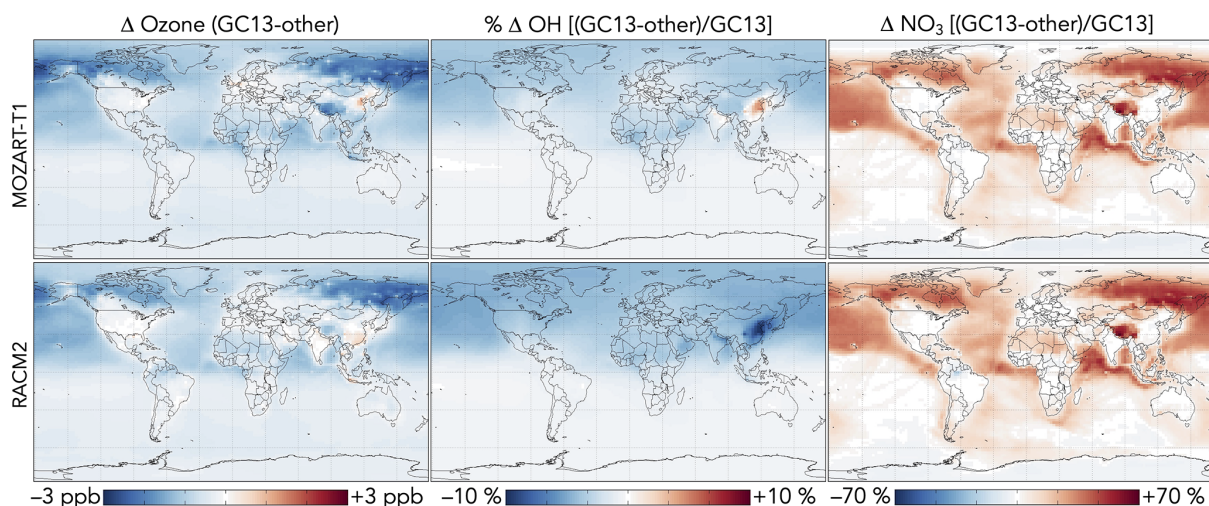 Δ Ozone (GC13-other)
% Δ OH [(GC13-other)/GC13]
Δ NO₃ [(GC13-other)/GC13]
MOZART-T1
RACM2
–3 ppb +3 ppb
–10 % +10 %
–70 % +70 %